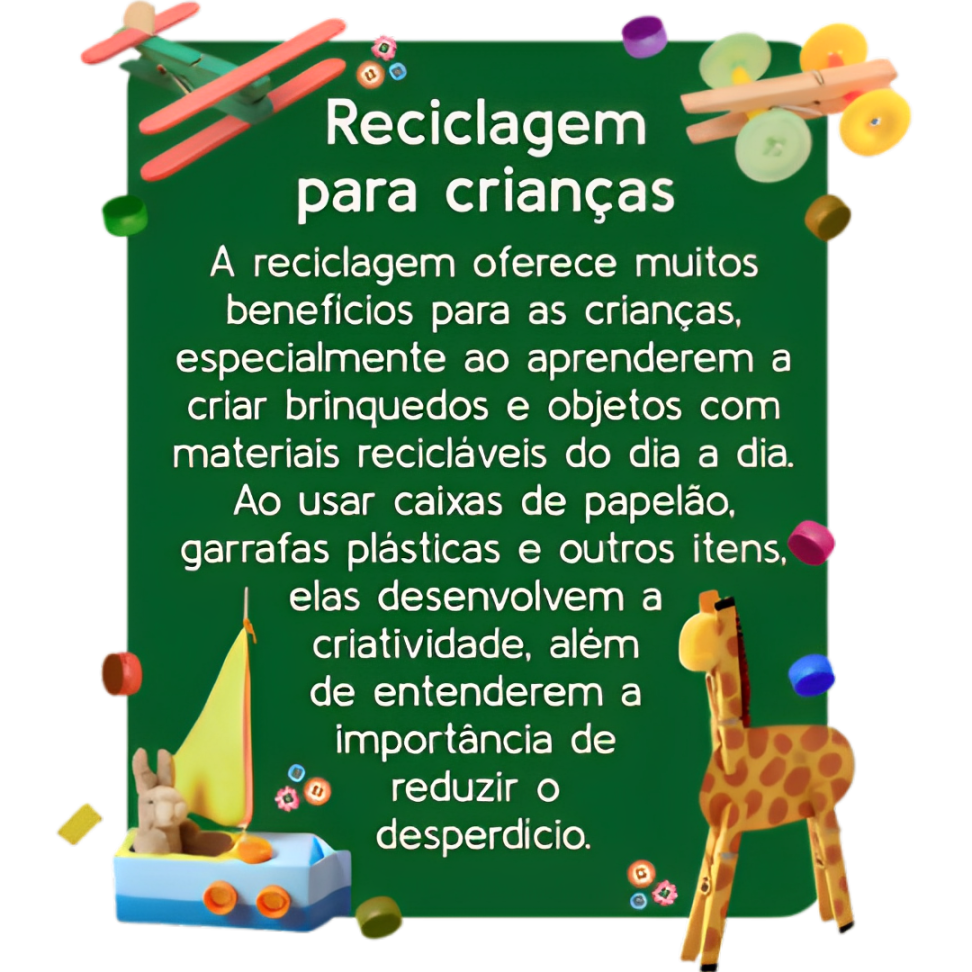 Reciclagem
para crianças
A reciclagem oferece muitos
benefícios para as crianças,
especialmente ao aprenderem a
criar brinquedos e objetos com
materiais recicláveis do dia a dia.
Ao usar caixas de papelão,
garrafas plásticas e outros itens,
elas desenvolvem a
criatividade, além
de entenderem a
importância de
reduzir o
desperdício.